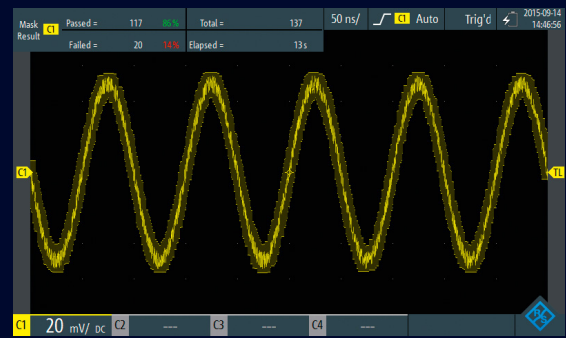 Mask Result C1 Passed = 117 86% Total = 137 50 ns/ C1 Auto Trig'd 2015-09-14 14:46:56
Failed = 20 14% Elapsed = 13 s
C1 TL
C1 20 mV/ DC C2 --- C3 --- C4 --- R&S